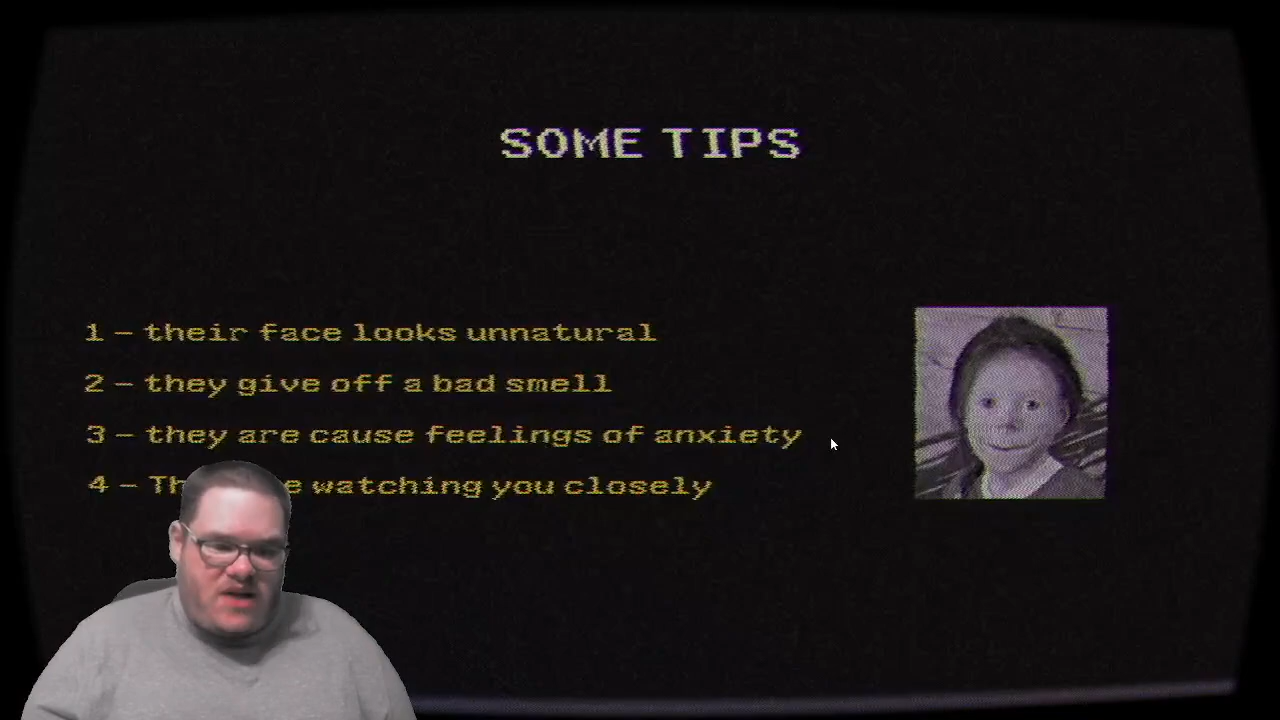 SOME TIPS
1 - their face looks unnatural
2 - they give off a bad smell
3 - they are cause feelings of anxiety
4 - watching you closely